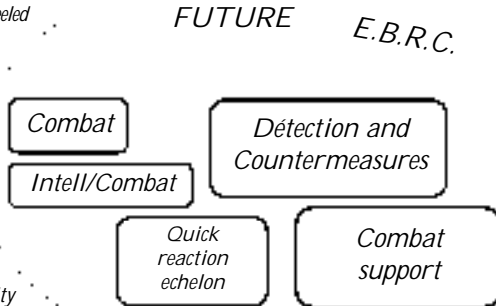 FUTURE E.B.R.C.
Combat
Détection and
Countermeasures
Intell/Combat
Quick
reaction
echelon
Combat
support